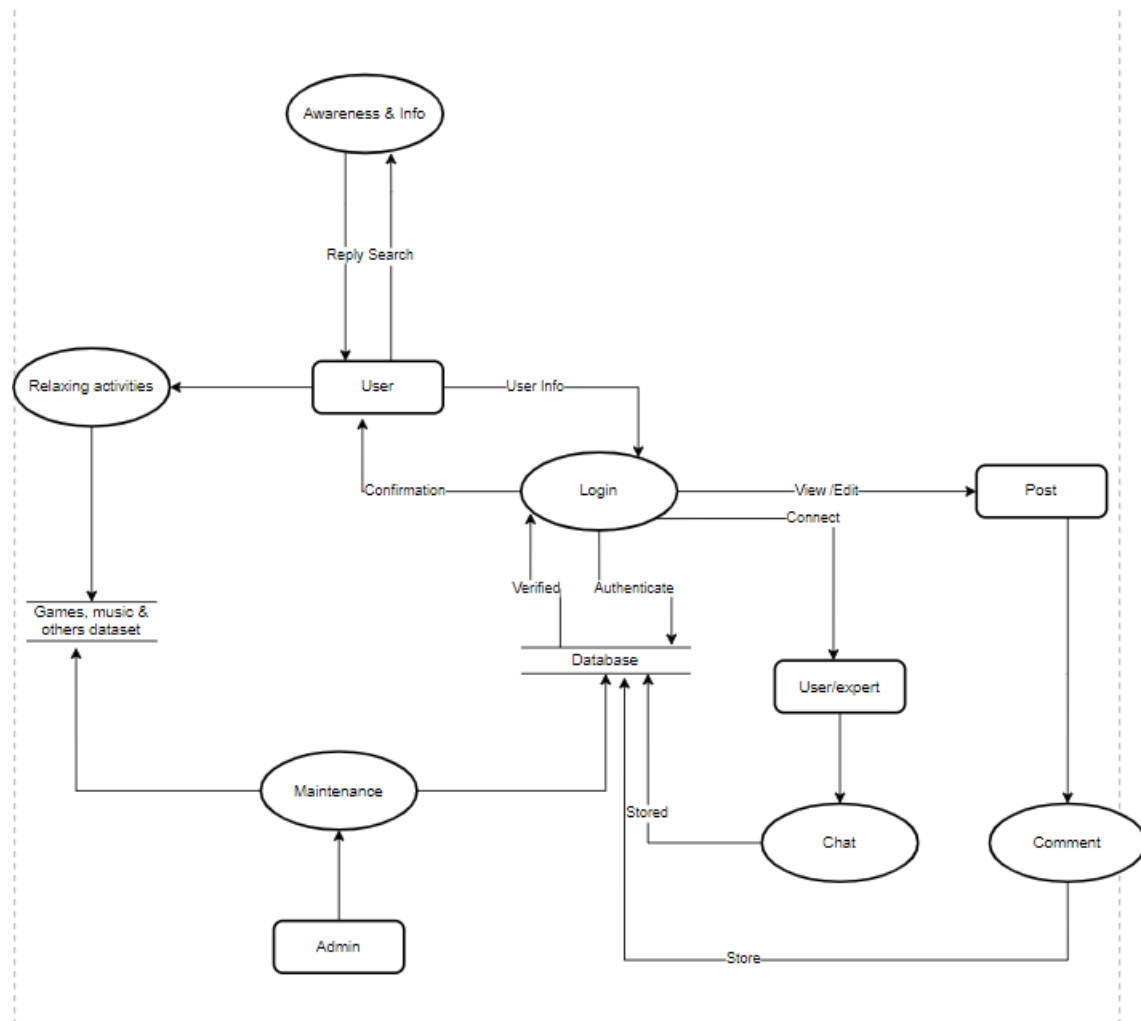 Awareness & Info
Reply Search
Relaxing activities
User
User Info
Confirmation
Login
View /Edit
Post
Connect
Verified
Authenticate
Games, music &
others dataset
Database
User/expert
Maintenance
Stored
Chat
Comment
Admin
Store